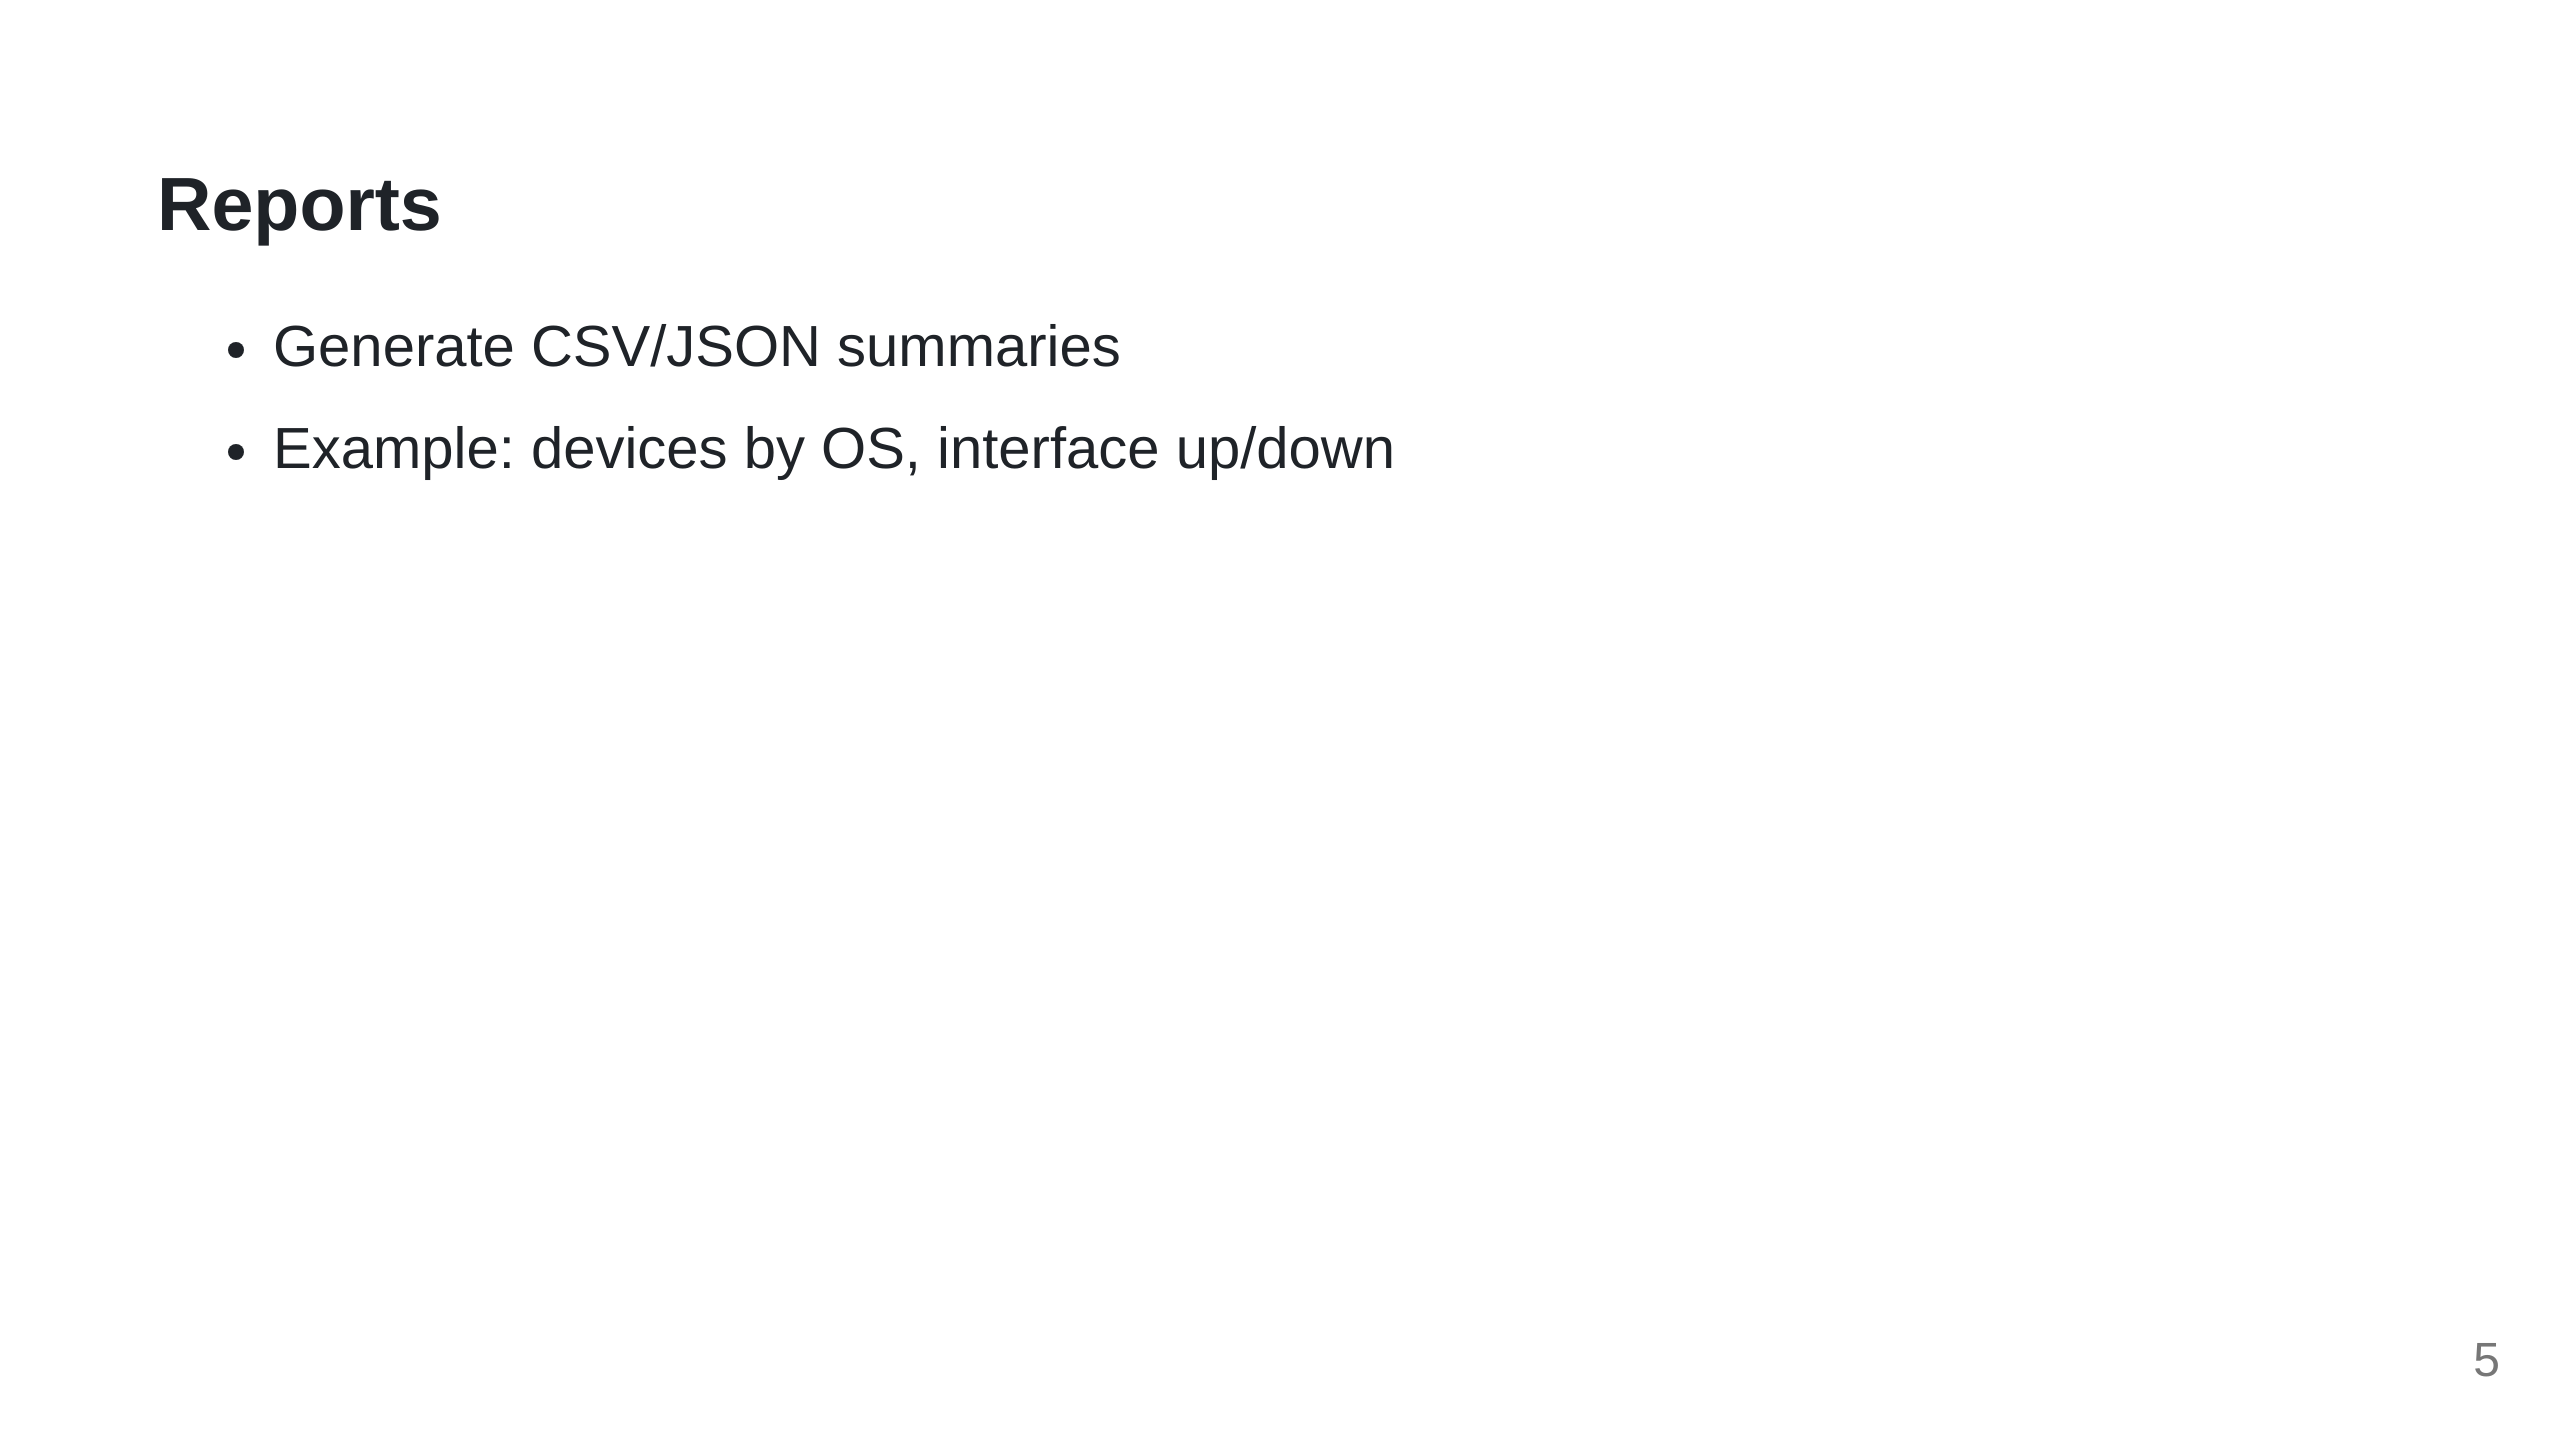 Reports
• Generate CSV/JSON summaries
• Example: devices by OS, interface up/down
5